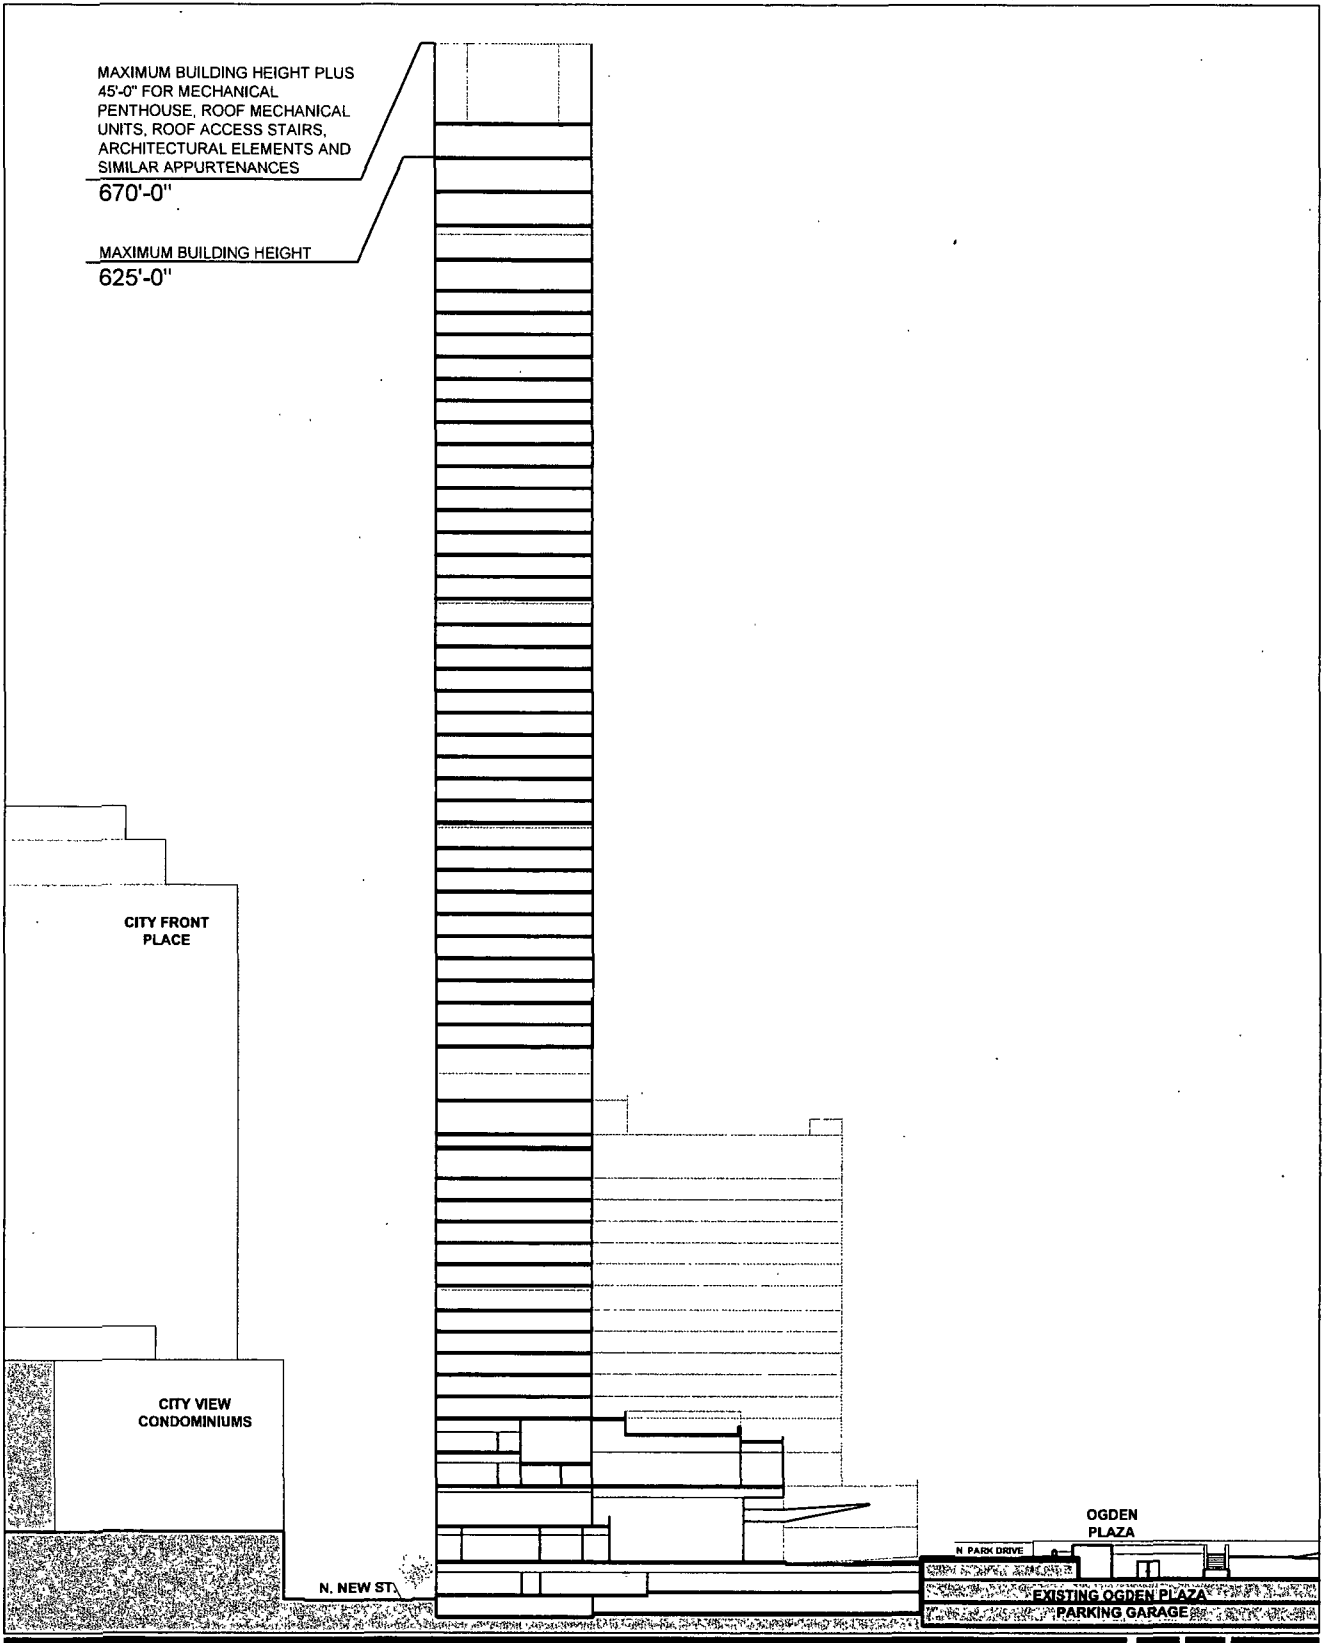 MAXIMUM BUILDING HEIGHT PLUS
45'-0" FOR MECHANICAL
PENTHOUSE, ROOF MECHANICAL
UNITS, ROOF ACCESS STAIRS,
ARCHITECTURAL ELEMENTS AND
SIMILAR APPURTENANCES
670'-0"
MAXIMUM BUILDING HEIGHT
625'-0"
CITY FRONT
PLACE
CITY VIEW
CONDOMINIUMS
N. NEW ST.
OGDEN
PLAZA
N PARK DRIVE
EXISTING OGDEN PLAZA
PARKING GARAGE